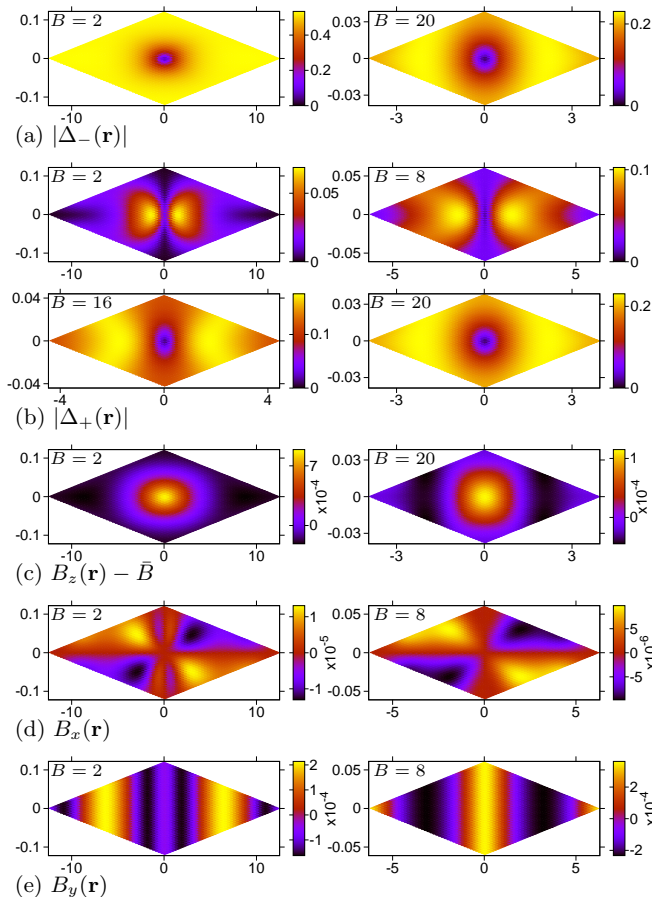 B = 2 B = 20
0.1 0 -0.1 0.4 0.2 0 0.03 0 -0.03 0.2 0.1 0
-10 0 10 -3 0 3
(a) |Δ₋(r)|
B = 2 B = 8
0.1 0 -0.1 0.05 0 0.05 0 -0.05 0.1 0
-10 0 10 -5 0 5
B = 16 B = 20
0.04 0 -0.04 0.1 0 0.03 0 -0.03 0.2 0.1 0
-4 0 4 -3 0 3
(b) |Δ₊(r)|
B = 2 B = 20
0.1 0 -0.1 7 0 x10⁻⁴ 0.03 0 -0.03 1 0 x10⁻⁴
-10 0 10 -3 0 3
(c) B_z(r) − B̄
B = 2 B = 8
0.1 0 -0.1 1 0 -1 x10⁻⁵ 0.05 0 -0.05 5 0 -5 x10⁻⁶
-10 0 10 -5 0 5
(d) B_x(r)
B = 2 B = 8
0.1 0 -0.1 2 1 0 -1 x10⁻⁴ 0.05 0 -0.05 2 0 -2 x10⁻⁴
-10 0 10 -5 0 5
(e) B_y(r)